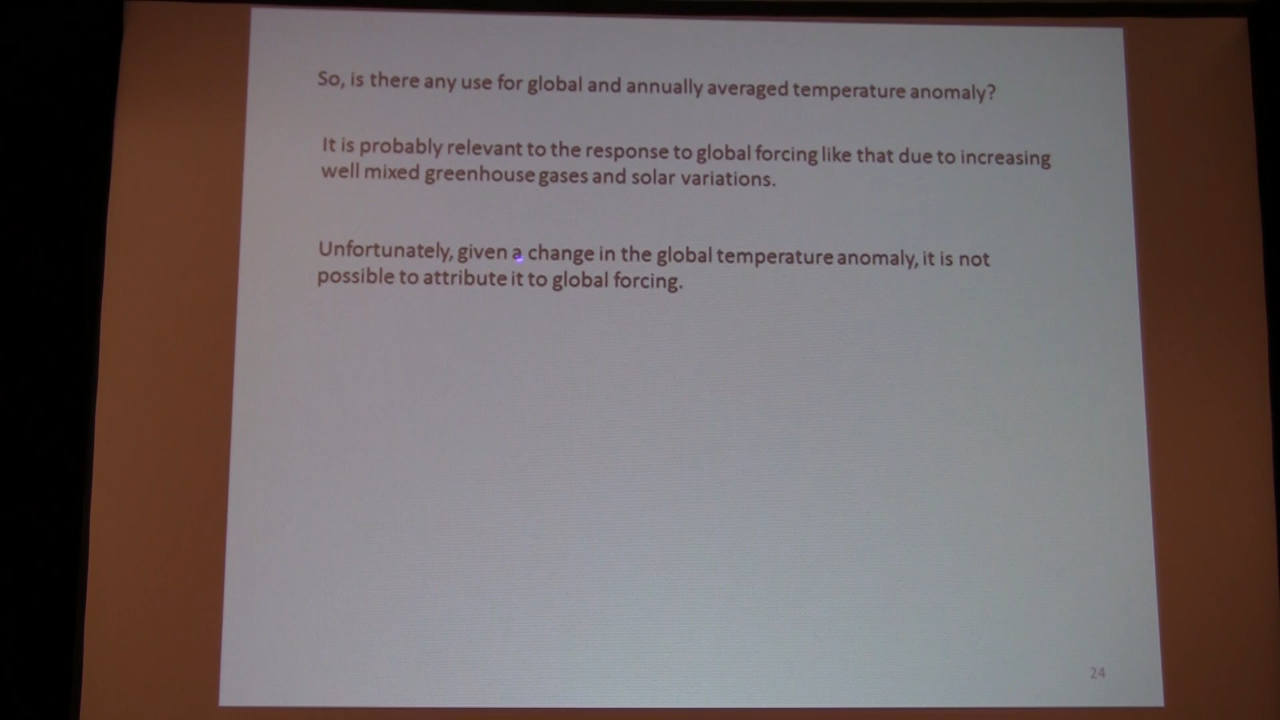 So, is there any use for global and annually averaged temperature anomaly?
It is probably relevant to the response to global forcing like that due to increasing
well mixed greenhouse gases and solar variations.
Unfortunately, given a change in the global temperature anomaly, it is not
possible to attribute it to global forcing.
24